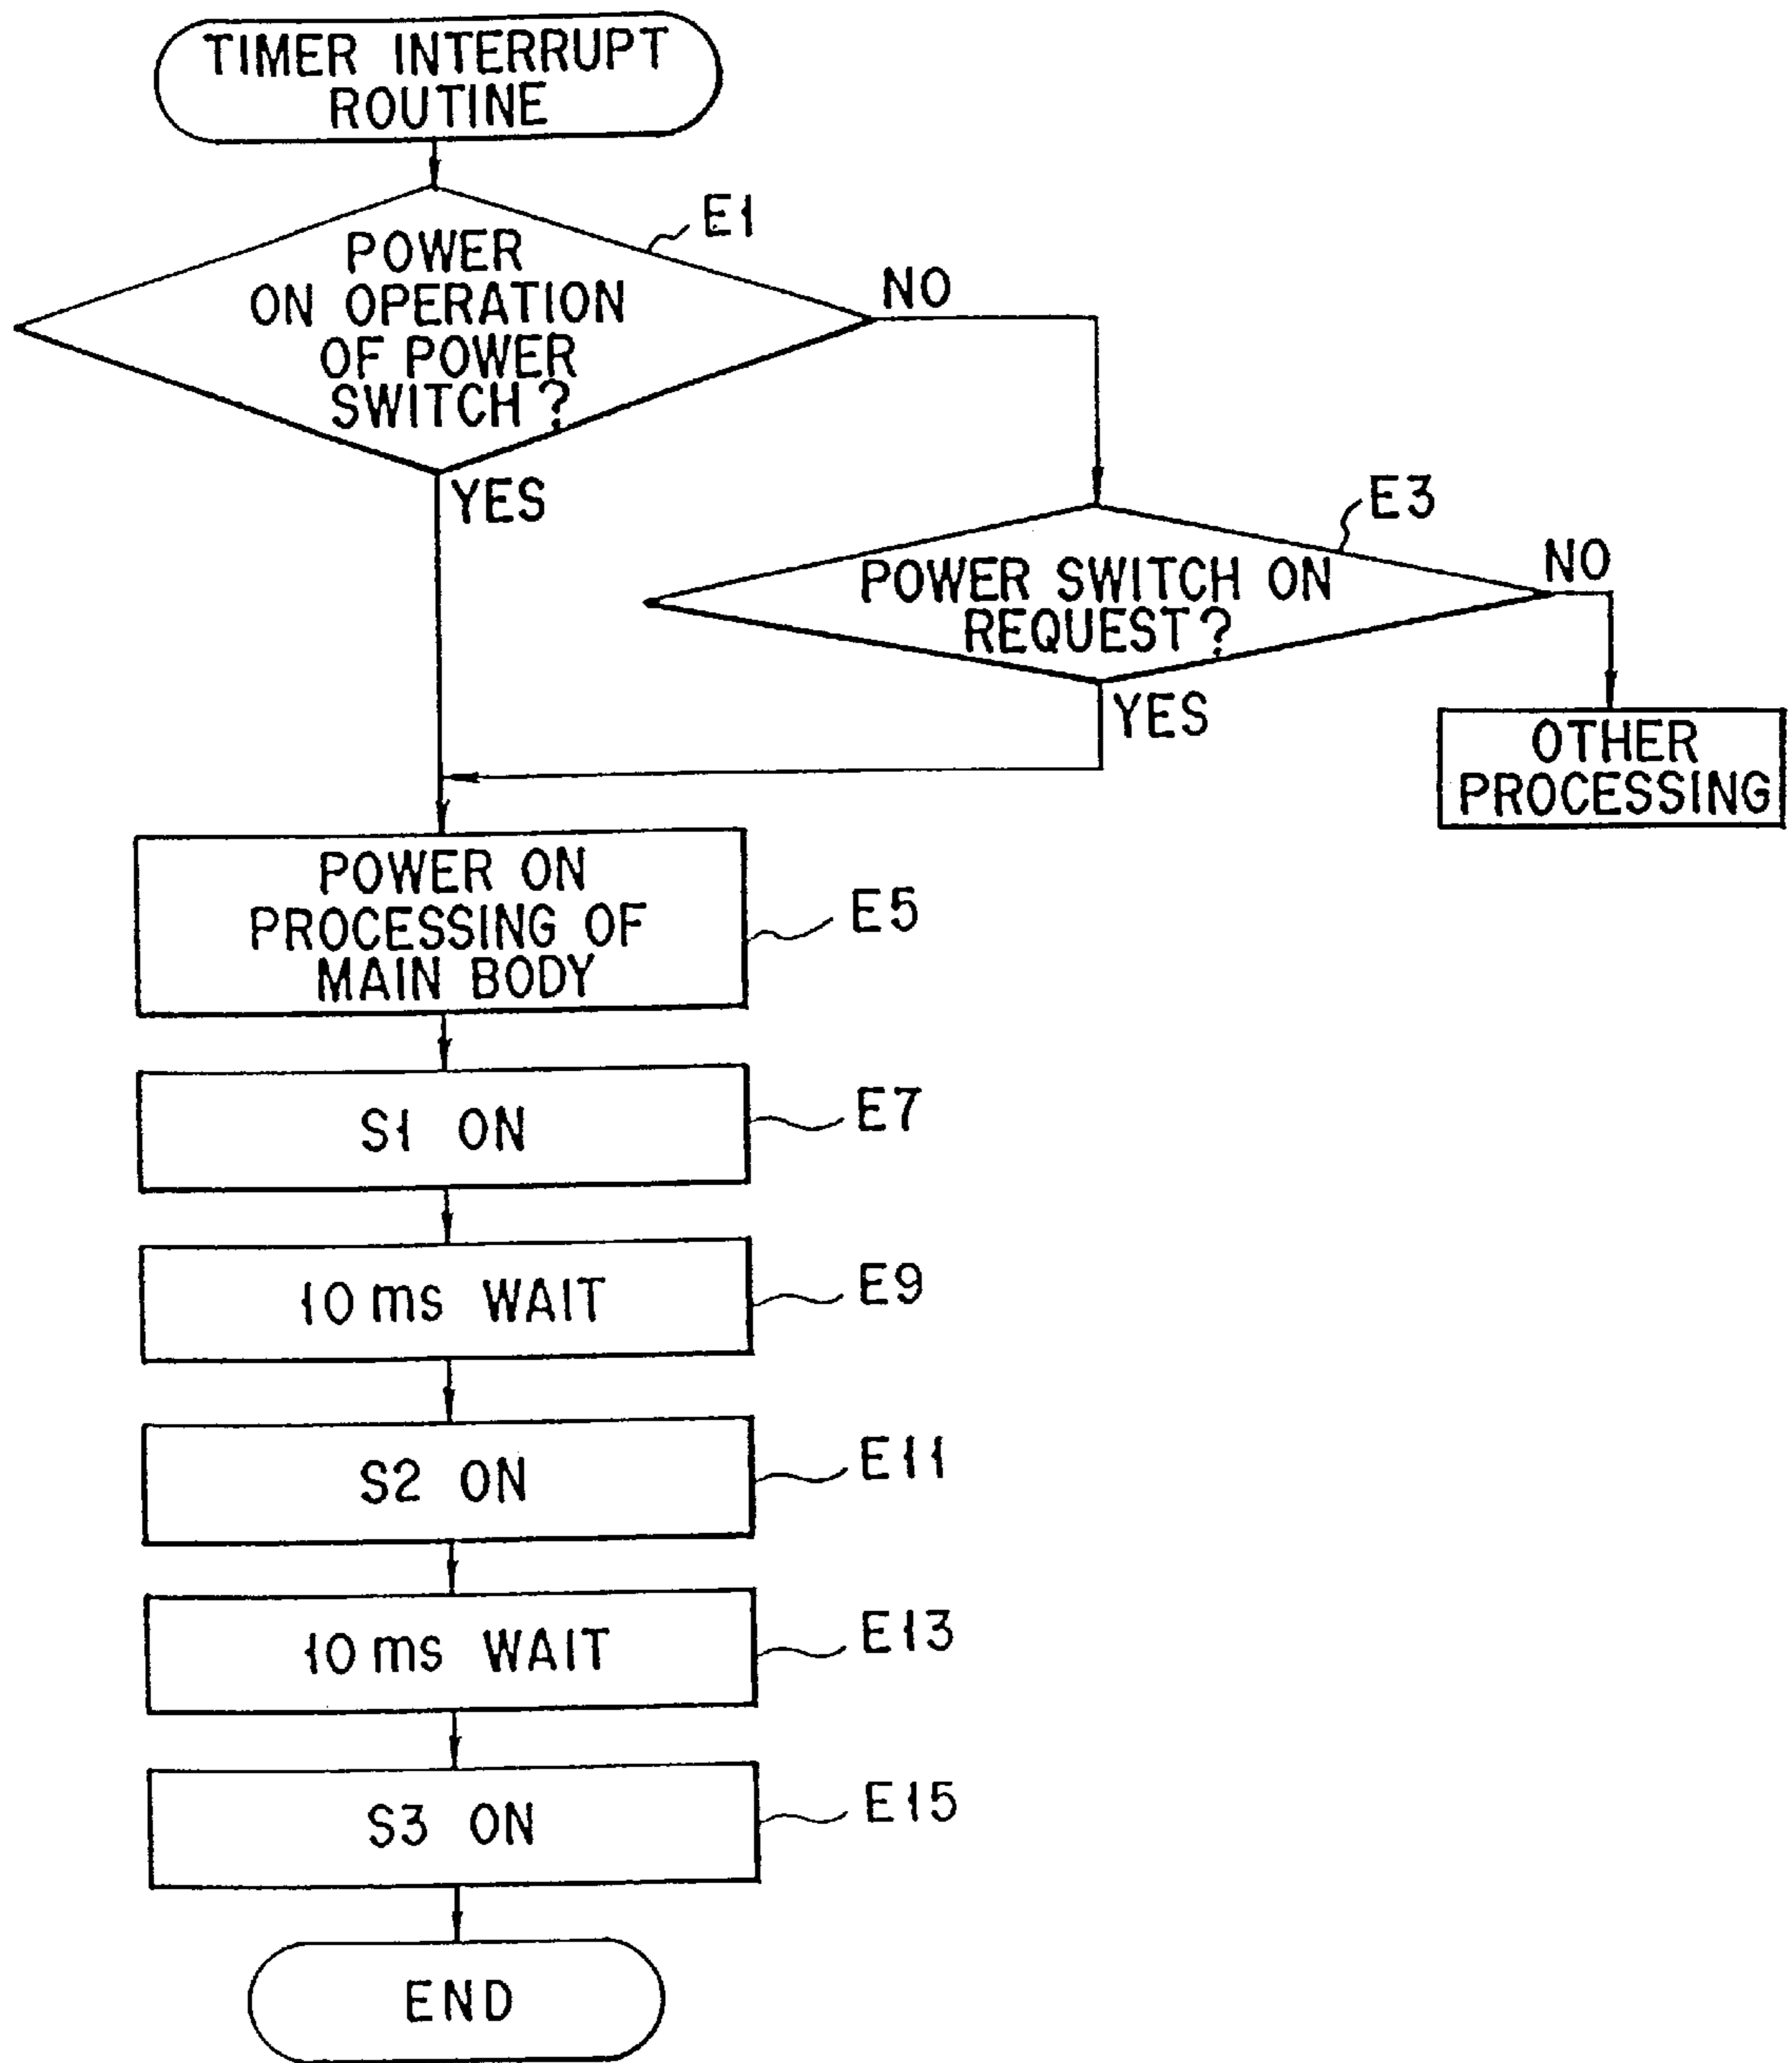 TIMER INTERRUPT
ROUTINE
E1
POWER
ON OPERATION
OF POWER
SWITCH?
NO
YES
E3
POWER SWITCH ON
REQUEST?
NO
YES
OTHER
PROCESSING
POWER ON
PROCESSING OF
MAIN BODY
E5
S1 ON
E7
10 ms WAIT
E9
S2 ON
E11
10 ms WAIT
E13
S3 ON
E15
END